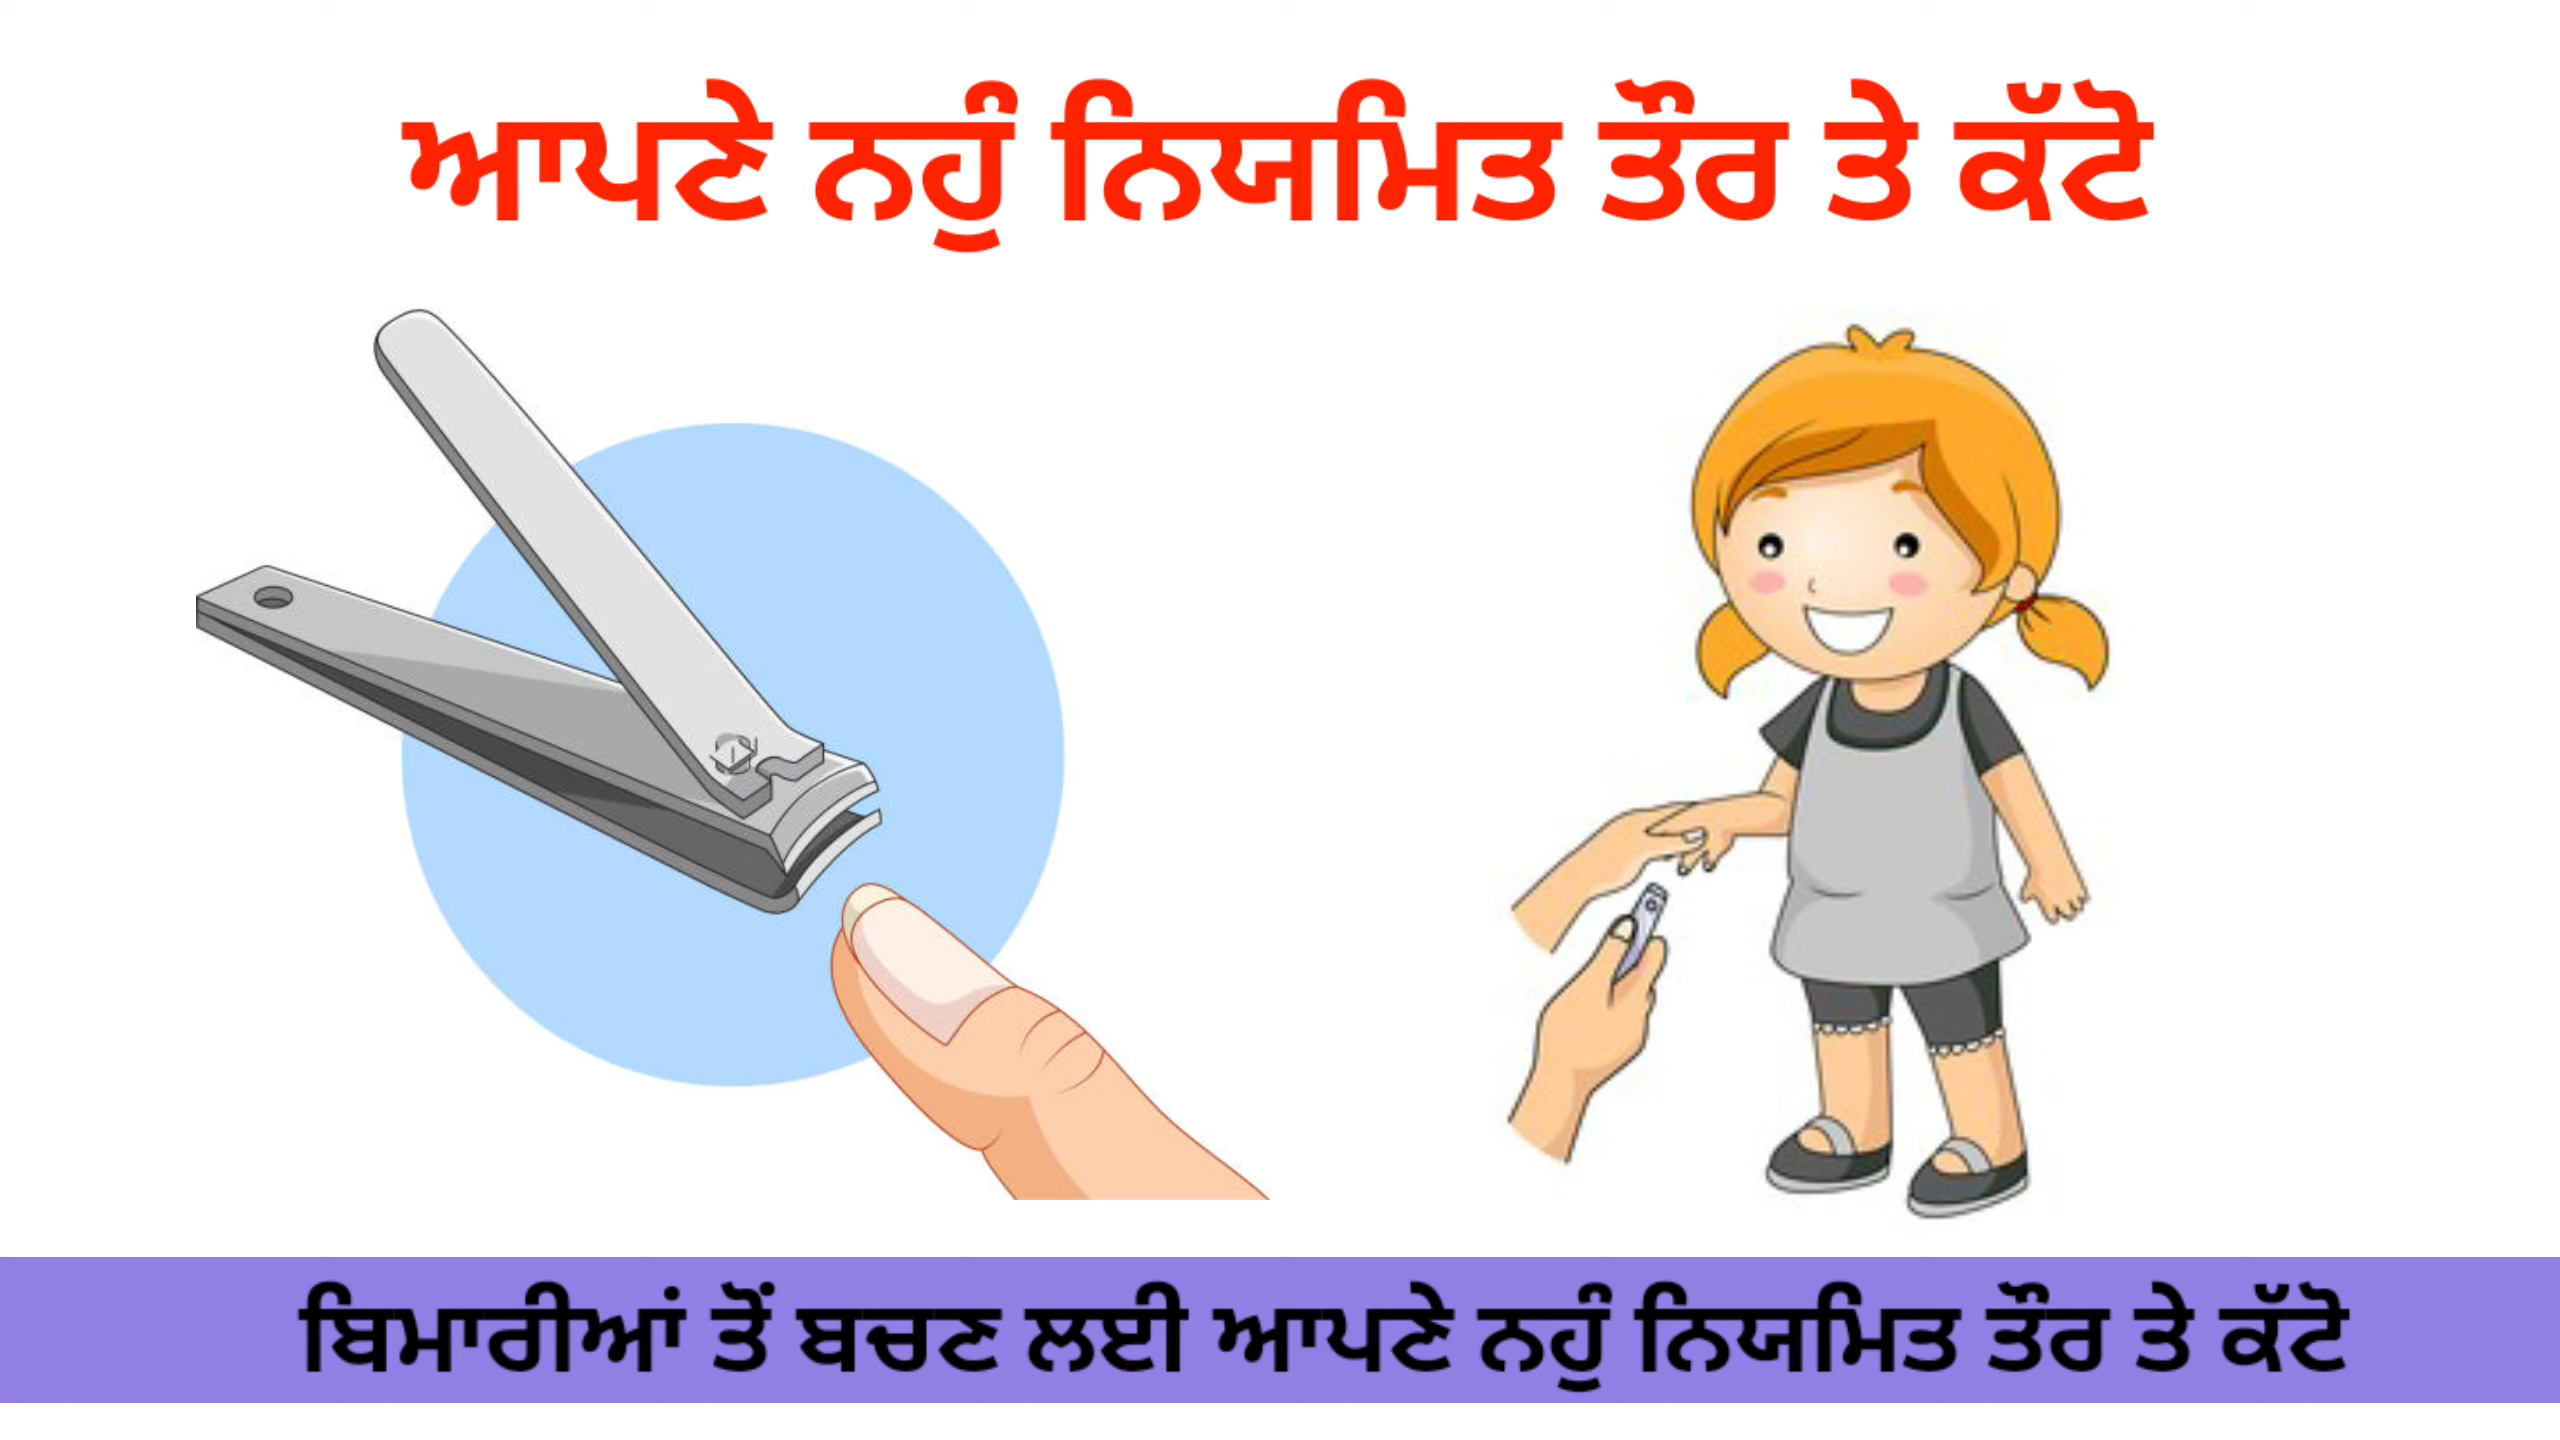 ਆਪਣੇ ਨਹੁੰ ਨਿਯਮਿਤ ਤੌਰ ਤੇ ਕੱਟੋ
ਬਿਮਾਰੀਆਂ ਤੋਂ ਬਚਣ ਲਈ ਆਪਣੇ ਨਹੁੰ ਨਿਯਮਿਤ ਤੌਰ ਤੇ ਕੱਟੋ